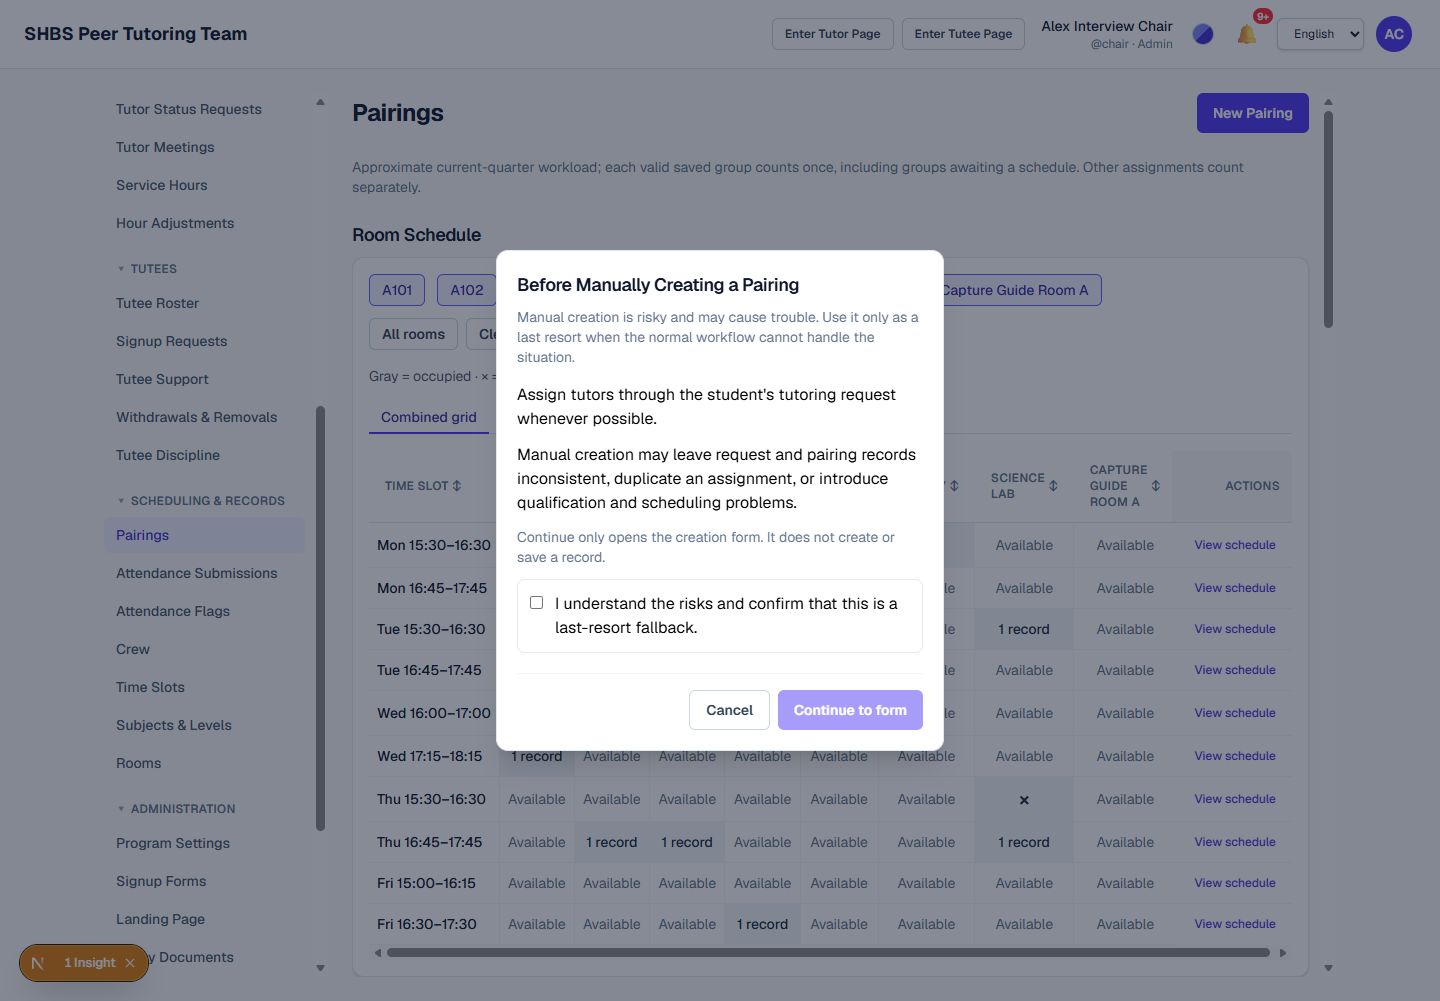 SHBS Peer Tutoring Team
Enter Tutor Page
Enter Tutee Page
Alex Interview Chair
@chair · Admin
9+
English
AC
Tutor Status Requests
Tutor Meetings
Service Hours
Hour Adjustments
TUTEES
Tutee Roster
Signup Requests
Tutee Support
Withdrawals & Removals
Tutee Discipline
SCHEDULING & RECORDS
Pairings
Attendance Submissions
Attendance Flags
Crew
Time Slots
Subjects & Levels
Rooms
ADMINISTRATION
Program Settings
Signup Forms
Landing Page
y Documents
N 1 Insight ×
Pairings
New Pairing
Approximate current-quarter workload; each valid saved group counts once, including groups awaiting a schedule. Other assignments count
separately.
Room Schedule
A101
A102
Capture Guide Room A
All rooms
Cle
Gray = occupied · × =
Combined grid
TIME SLOT
SCIENCE
LAB
CAPTURE
GUIDE
ROOM A
ACTIONS
Mon 15:30–16:30 Available Available View schedule
Mon 16:45–17:45 le Available Available View schedule
Tue 15:30–16:30 le 1 record Available View schedule
Tue 16:45–17:45 le Available Available View schedule
Wed 16:00–17:00 le Available Available View schedule
Wed 17:15–18:15 1 record Available Available Available Available Available Available Available View schedule
Thu 15:30–16:30 Available Available Available Available Available Available × Available View schedule
Thu 16:45–17:45 Available 1 record 1 record Available Available Available 1 record Available View schedule
Fri 15:00–16:15 Available Available Available Available Available Available Available Available View schedule
Fri 16:30–17:30 Available Available Available 1 record Available Available Available Available View schedule
Before Manually Creating a Pairing
Manual creation is risky and may cause trouble. Use it only as a
last resort when the normal workflow cannot handle the
situation.
Assign tutors through the student's tutoring request
whenever possible.
Manual creation may leave request and pairing records
inconsistent, duplicate an assignment, or introduce
qualification and scheduling problems.
Continue only opens the creation form. It does not create or
save a record.
I understand the risks and confirm that this is a
last-resort fallback.
Cancel
Continue to form